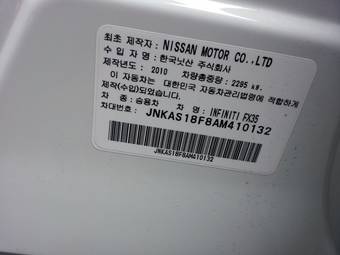 최초 제작자 : NISSAN MOTOR CO.,LTD
수 입 자 명 : 한국닛산 주식회사
제작년도 : 2010 차량총중량 : 2285 kg.
이 자동차는 대한민국 자동차관리법령에 적합하게
제작(수입)되었습니다.
차 종 : 승용차 차 명 : INFINITI FX35
차대번호 : JNKAS18F8AM410132
JNKAS18F8AM410132